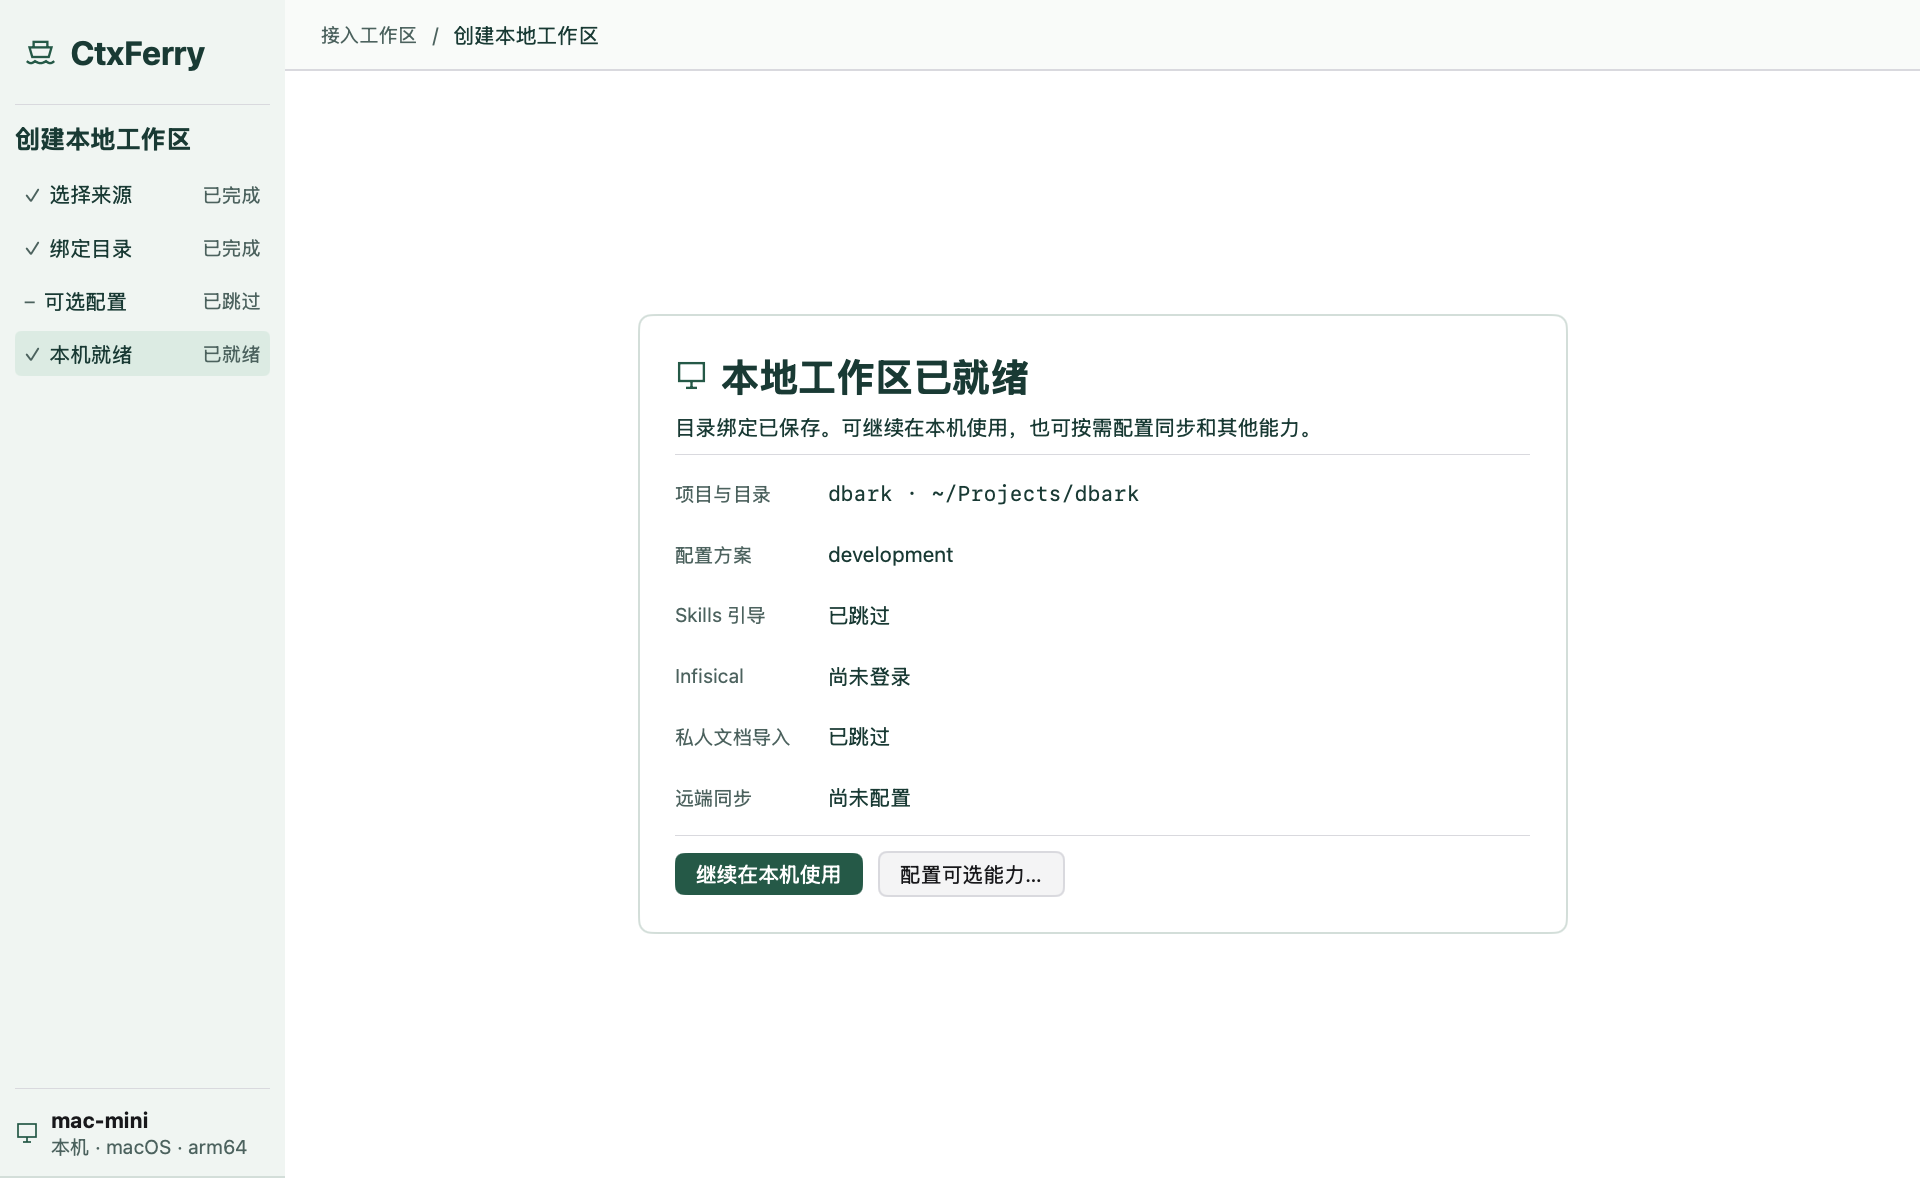 CtxFerry
创建本地工作区
✓ 选择来源 已完成
✓ 绑定目录 已完成
– 可选配置 已跳过
✓ 本机就绪 已就绪
mac-mini
本机 · macOS · arm64
接入工作区 / 创建本地工作区
本地工作区已就绪
目录绑定已保存。可继续在本机使用，也可按需配置同步和其他能力。
项目与目录 dbark · ~/Projects/dbark
配置方案 development
Skills 引导 已跳过
Infisical 尚未登录
私人文档导入 已跳过
远端同步 尚未配置
继续在本机使用 配置可选能力...